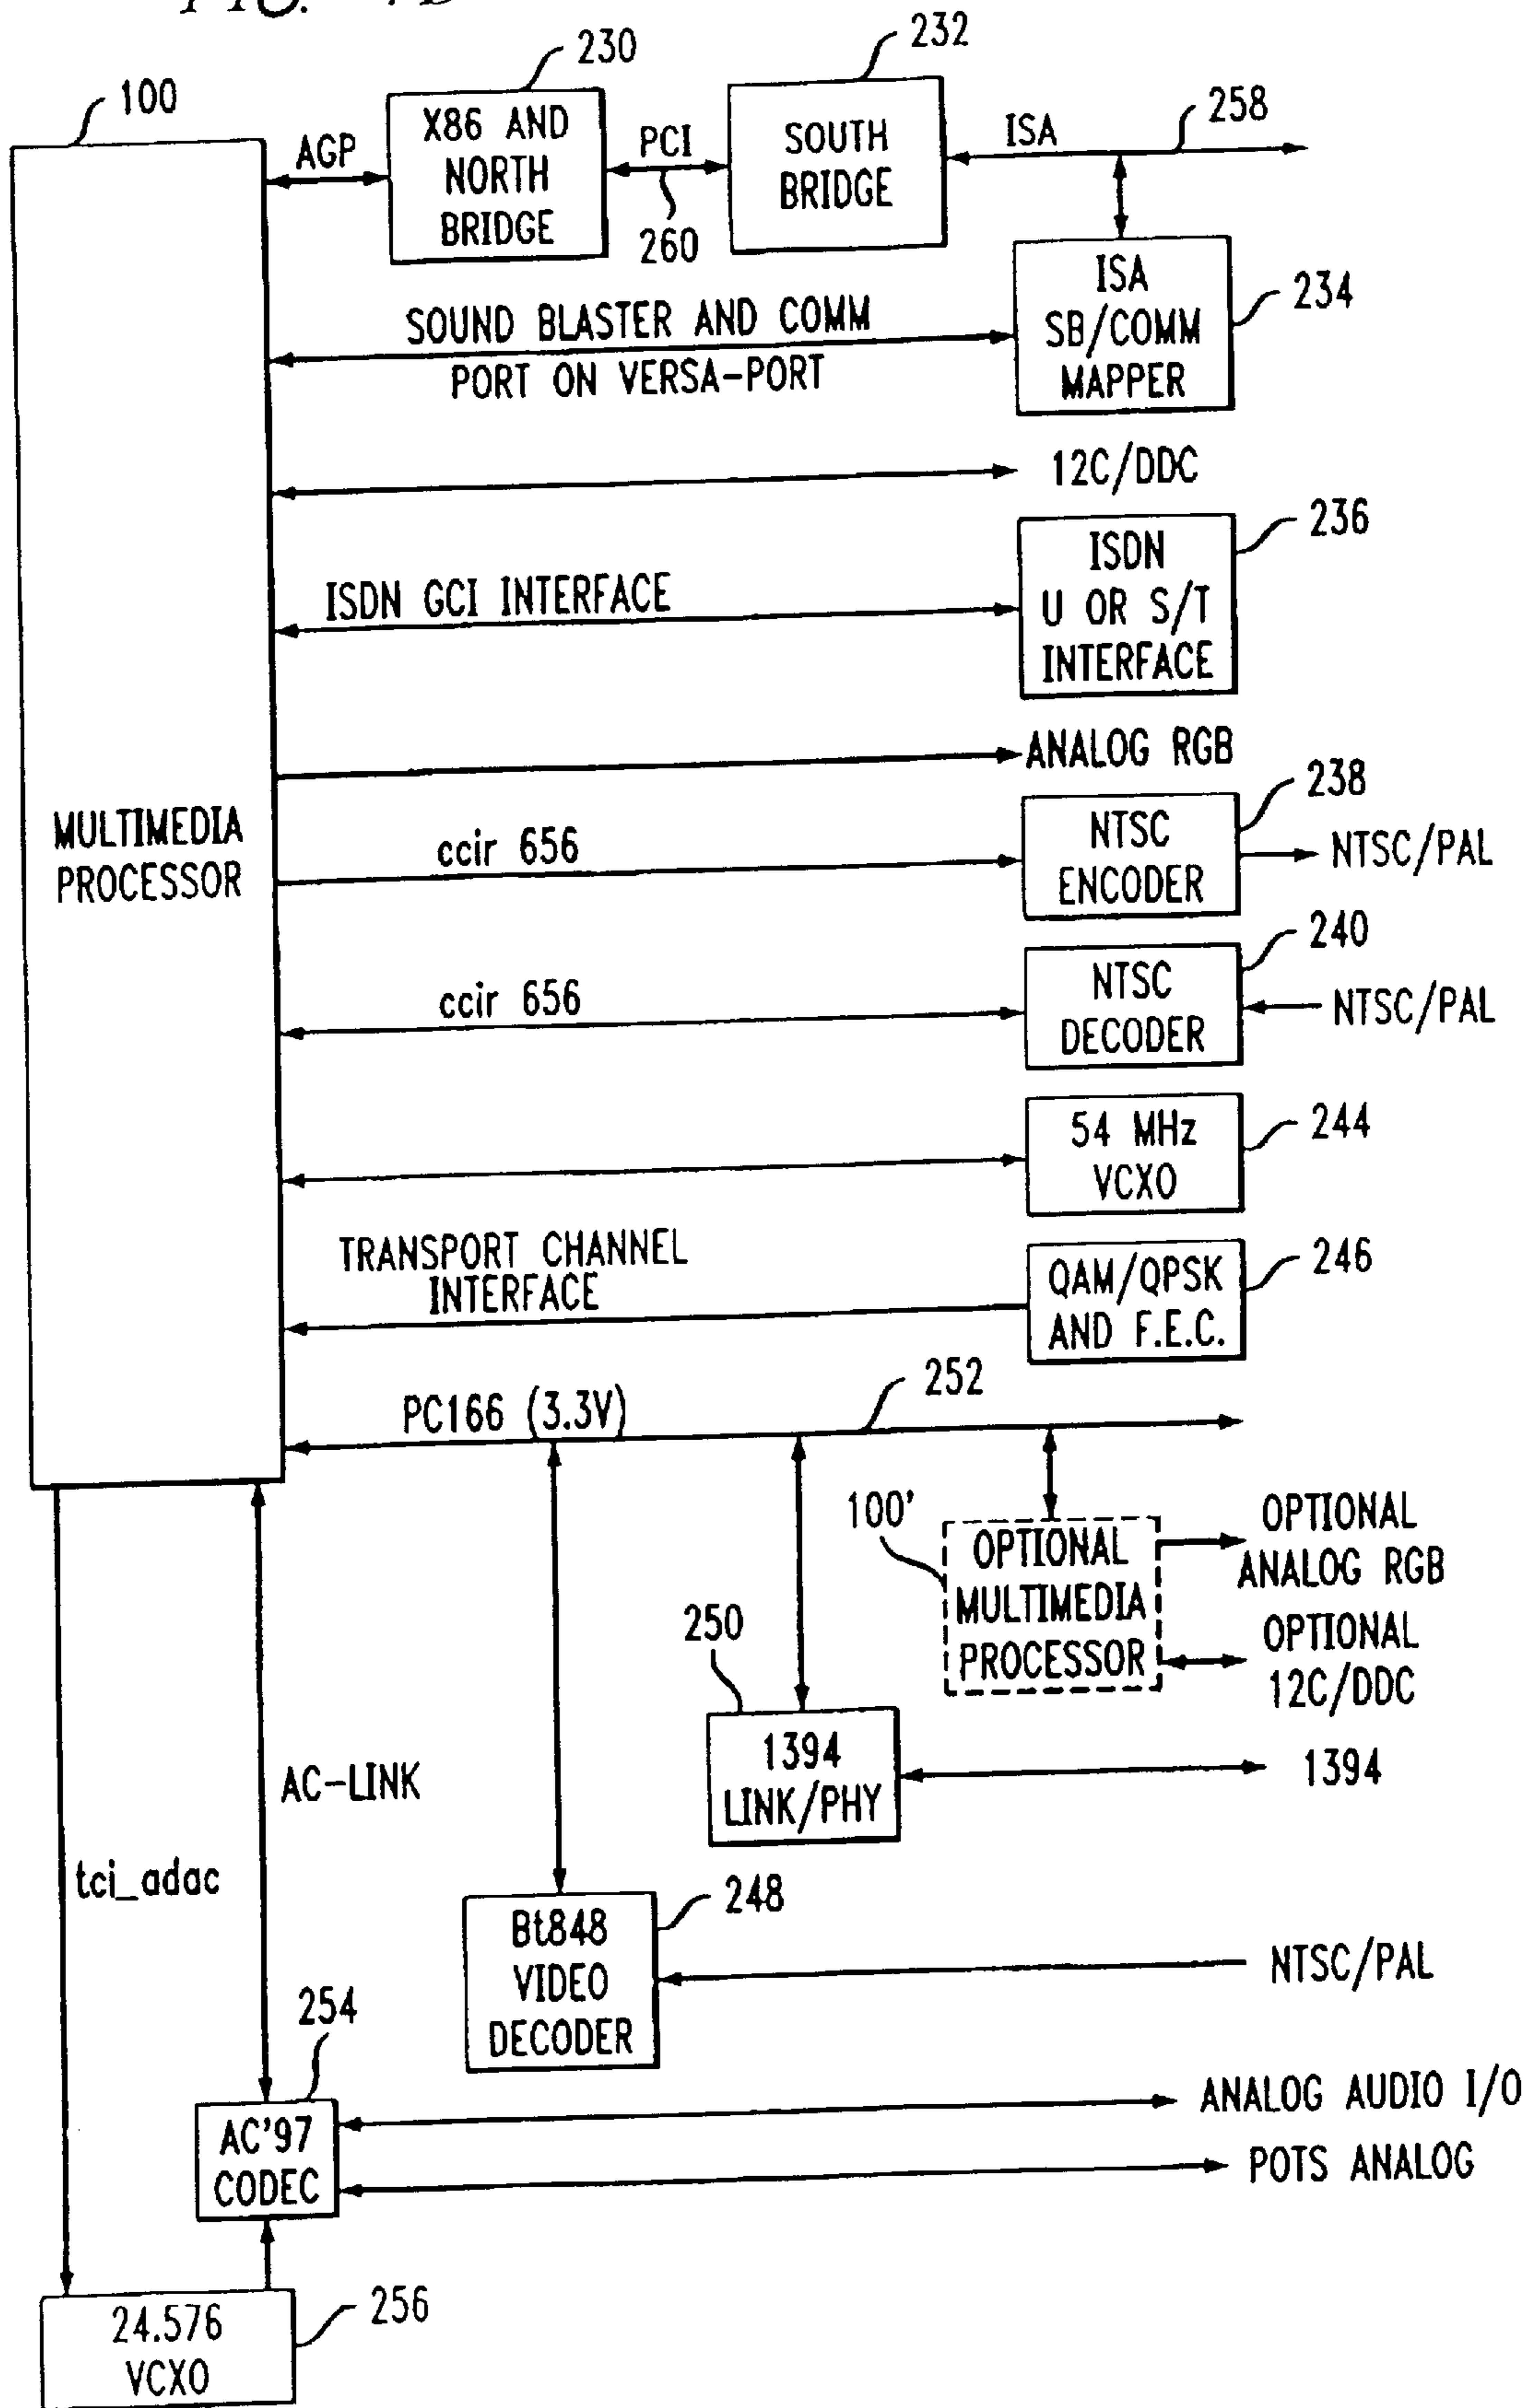 FIG.
230
232
100
X86 AND
NORTH
BRIDGE
AGP
PCI
260
SOUTH
BRIDGE
ISA
258
ISA
SB/COMM
MAPPER
234
SOUND BLASTER AND COMM
PORT ON VERSA-PORT
12C/DDC
236
ISDN
U OR S/T
INTERFACE
ISDN GCI INTERFACE
ANALOG RGB
238
MULTIMEDIA
PROCESSOR
ccir 656
NTSC
ENCODER
NTSC/PAL
240
ccir 656
NTSC
DECODER
NTSC/PAL
54 MHz
VCXO
244
TRANSPORT CHANNEL
INTERFACE
QAM/QPSK
AND F.E.C.
246
252
PC166 (3.3V)
100'
OPTIONAL
MULTIMEDIA
PROCESSOR
OPTIONAL
ANALOG RGB
OPTIONAL
12C/DDC
250
1394
LINK/PHY
1394
AC-LINK
tci_adac
248
Bt848
VIDEO
DECODER
NTSC/PAL
254
AC'97
CODEC
ANALOG AUDIO I/O
POTS ANALOG
24.576
VCXO
256